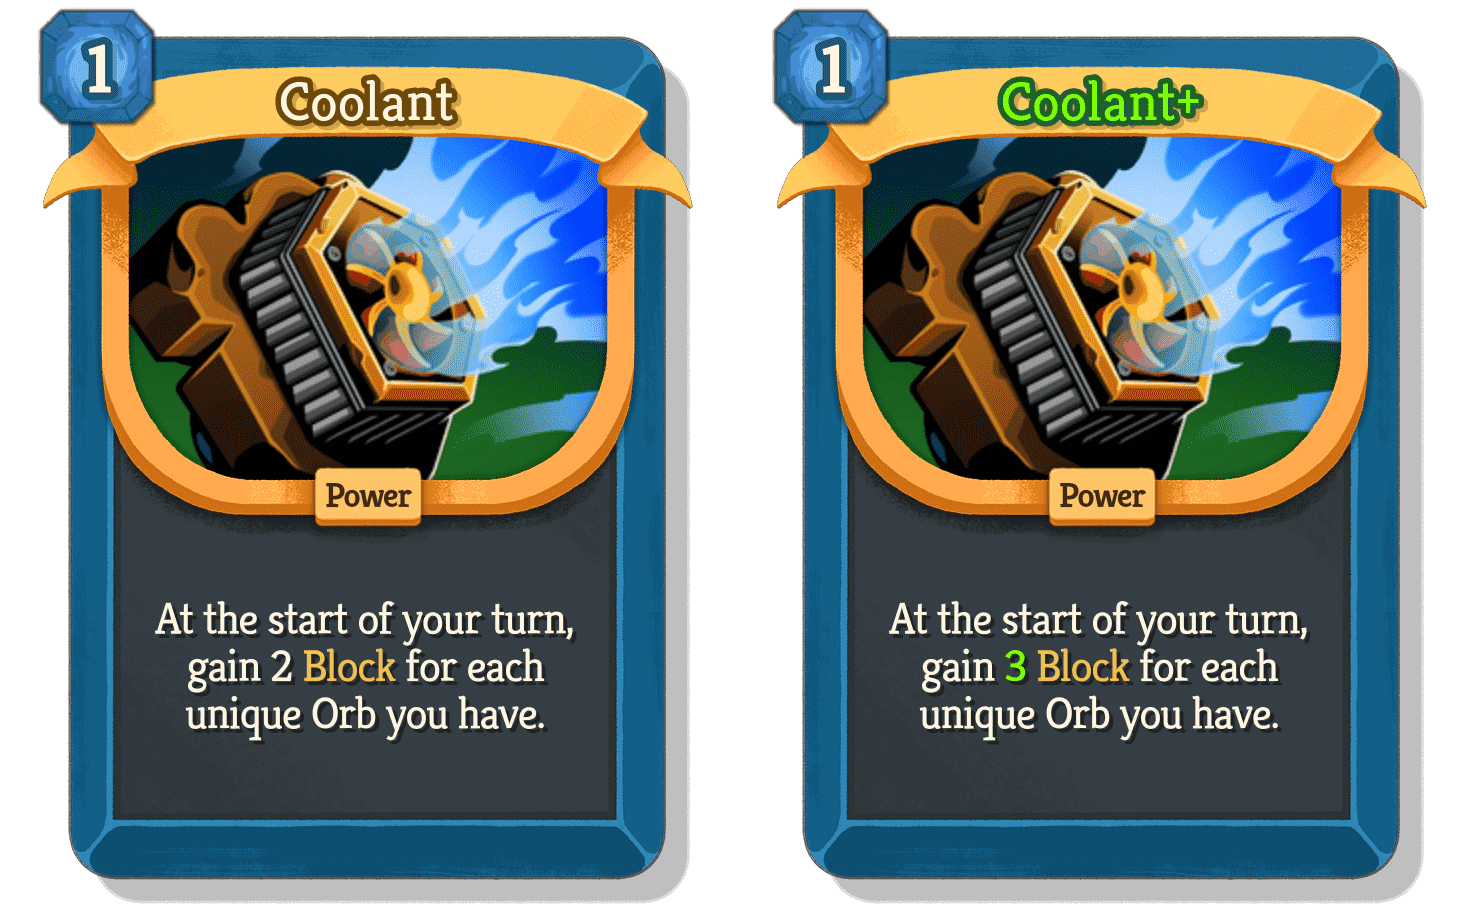 1
Coolant
Power
At the start of your turn,
gain 2 Block for each
unique Orb you have.
1
Coolant+
Power
At the start of your turn,
gain 3 Block for each
unique Orb you have.